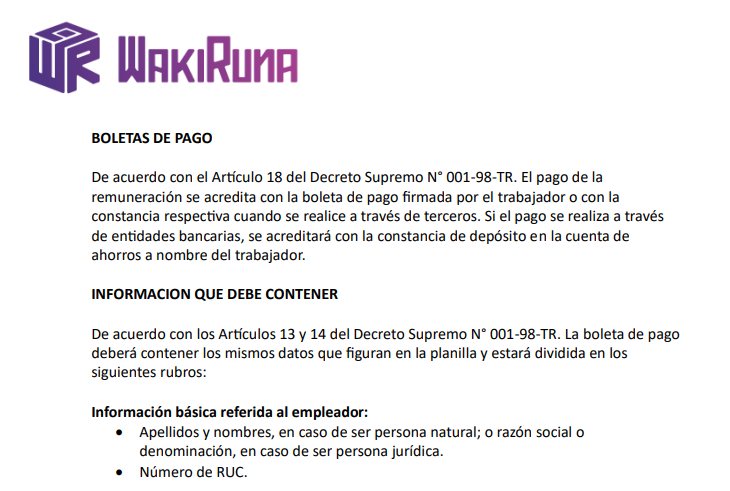 WakiRuna
BOLETAS DE PAGO
De acuerdo con el Artículo 18 del Decreto Supremo N° 001-98-TR. El pago de la
remuneración se acredita con la boleta de pago firmada por el trabajador o con la
constancia respectiva cuando se realice a través de terceros. Si el pago se realiza a través
de entidades bancarias, se acreditará con la constancia de depósito en la cuenta de
ahorros a nombre del trabajador.
INFORMACION QUE DEBE CONTENER
De acuerdo con los Artículos 13 y 14 del Decreto Supremo N° 001-98-TR. La boleta de pago
deberá contener los mismos datos que figuran en la planilla y estará dividida en los
siguientes rubros:
Información básica referida al empleador:
• Apellidos y nombres, en caso de ser persona natural; o razón social o
denominación, en caso de ser persona jurídica.
• Número de RUC.